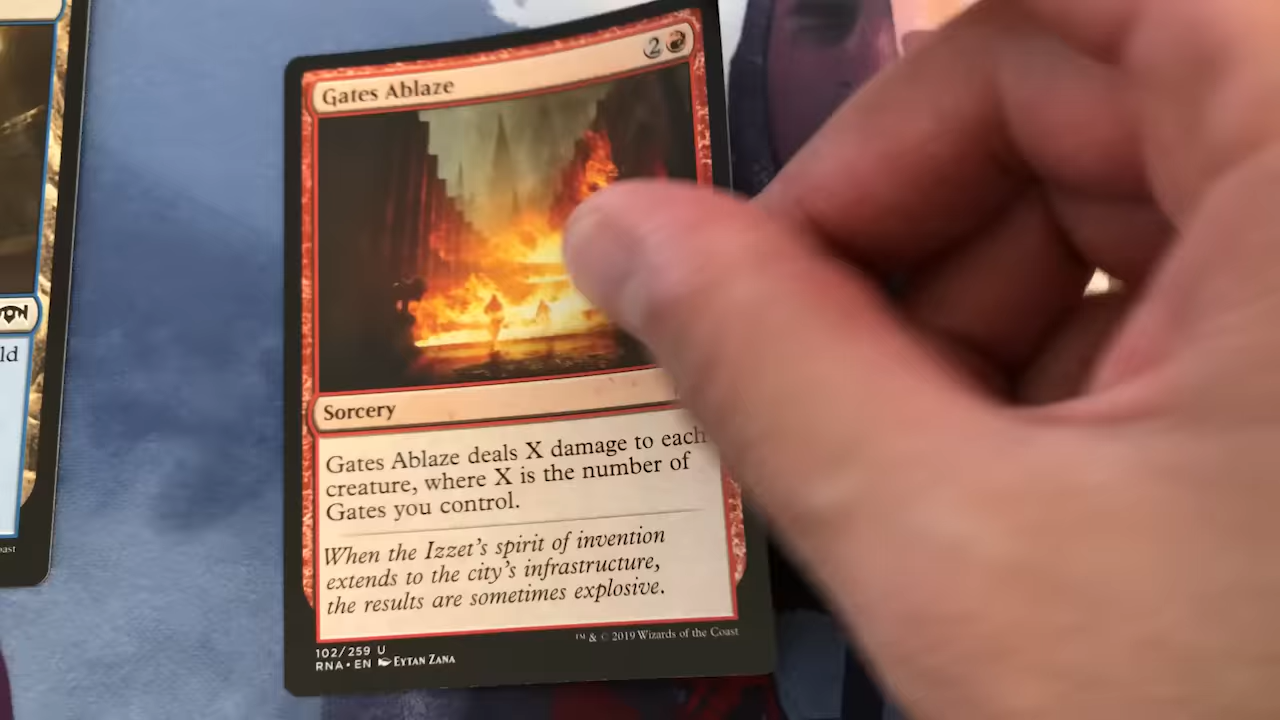 Gates Ablaze
2
Sorcery
Gates Ablaze deals X damage to each
creature, where X is the number of
Gates you control.
When the Izzet's spirit of invention
extends to the city's infrastructure,
the results are sometimes explosive.
™ & © 2019 Wizards of the Coast
102/259 U
RNA • EN Eytan Zana
ld
ast